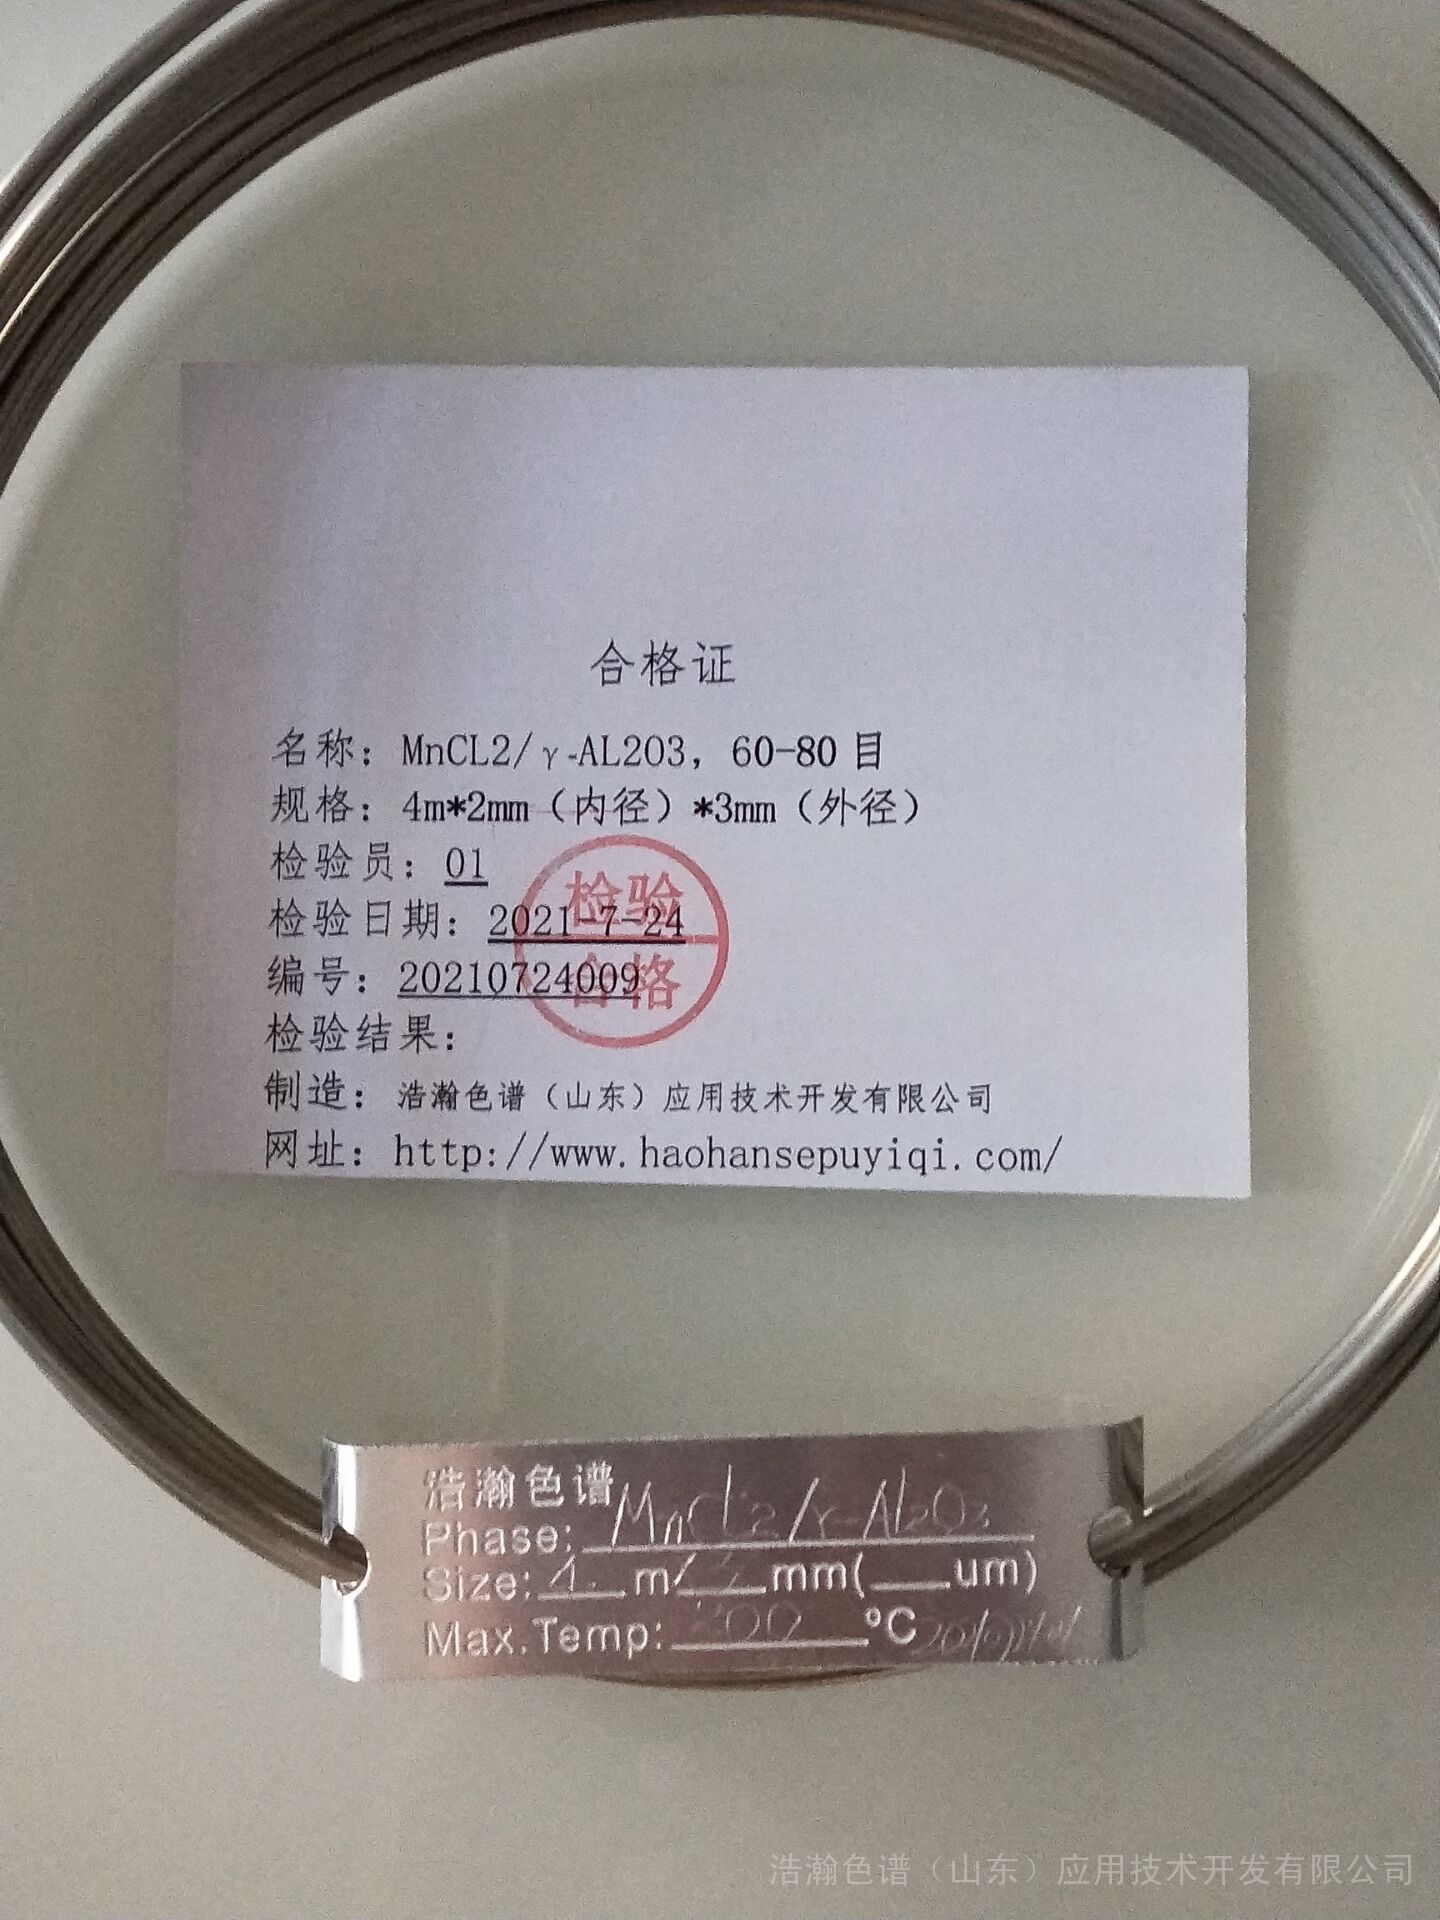 合格证
名称：MnCL2/γ-AL2O3，60-80目
规格：4m*2mm（内径）*3mm（外径）
检验员：01
检验日期：2021-7-24
编号：20210724009
检验
合格
检验结果：
制造：浩瀚色谱（山东）应用技术开发有限公司
网址：http://www.haohansepuyiqi.com/
浩瀚色谱
Phase: MnCl2/r-Al2O3
Size: 4 m/3 mm( um)
Max.Temp: ºC
浩瀚色谱（山东）应用技术开发有限公司